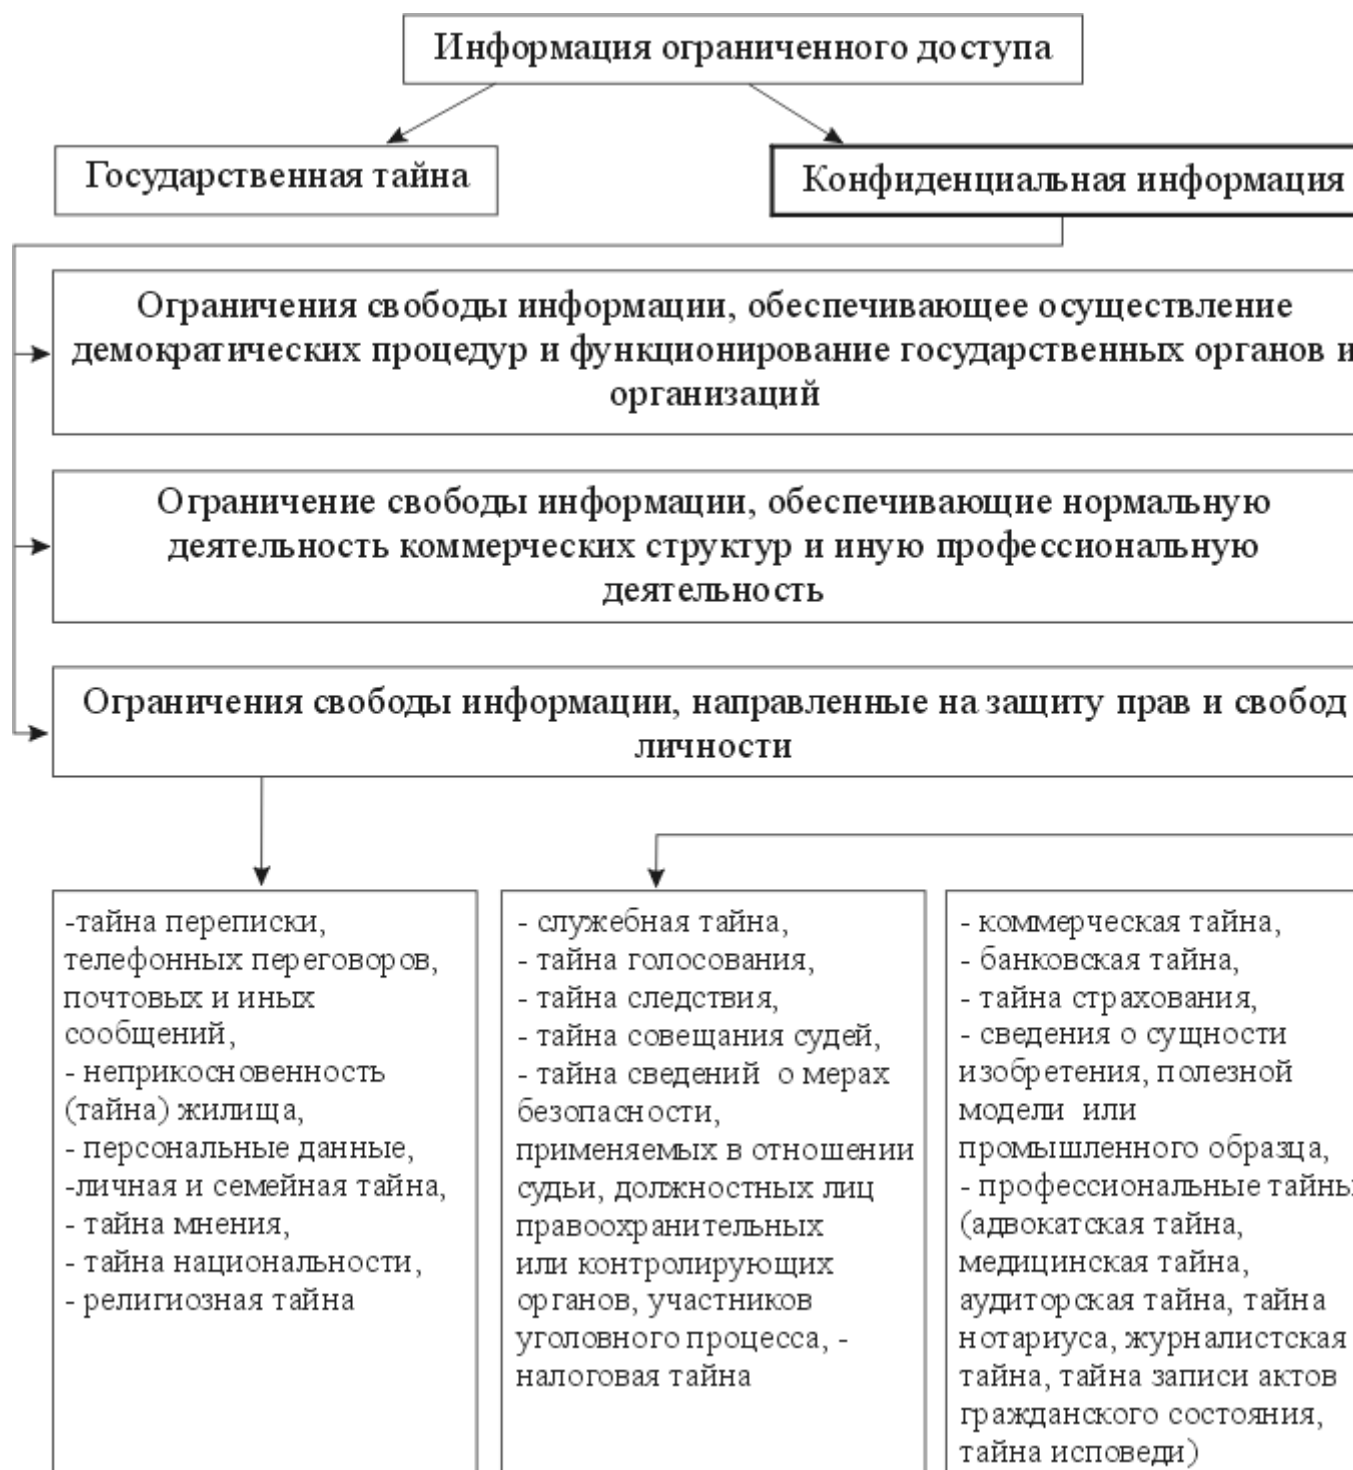 Информация ограниченного доступа
Государственная тайна
Конфиденциальная информация
Ограничения свободы информации, обеспечивающее осуществление
демократических процедур и функционирование государственных органов и
организаций
Ограничение свободы информации, обеспечивающие нормальную
деятельность коммерческих структур и иную профессиональную
деятельность
Ограничения свободы информации, направленные на защиту прав и свобод
личности
-тайна переписки,
телефонных переговоров,
почтовых и иных
сообщений,
- неприкосновенность
(тайна) жилища,
- персональные данные,
-личная и семейная тайна,
- тайна мнения,
- тайна национальности,
- религиозная тайна
- служебная тайна,
- тайна голосования,
- тайна следствия,
- тайна совещания судей,
- тайна сведений о мерах
безопасности,
применяемых в отношении
судьи, должностных лиц
правоохранительных
или контролирующих
органов, участников
уголовного процесса, -
налоговая тайна
- коммерческая тайна,
- банковская тайна,
- тайна страхования,
- сведения о сущности
изобретения, полезной
модели или
промышленного образца,
- профессиональные тайны
(адвокатская тайна,
медицинская тайна,
аудиторская тайна, тайна
нотариуса, журналистская
тайна, тайна записи актов
гражданского состояния,
тайна исповеди)